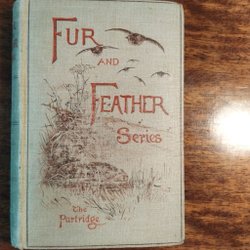 FUR
AND
FEATHER
Series
The
Partridge